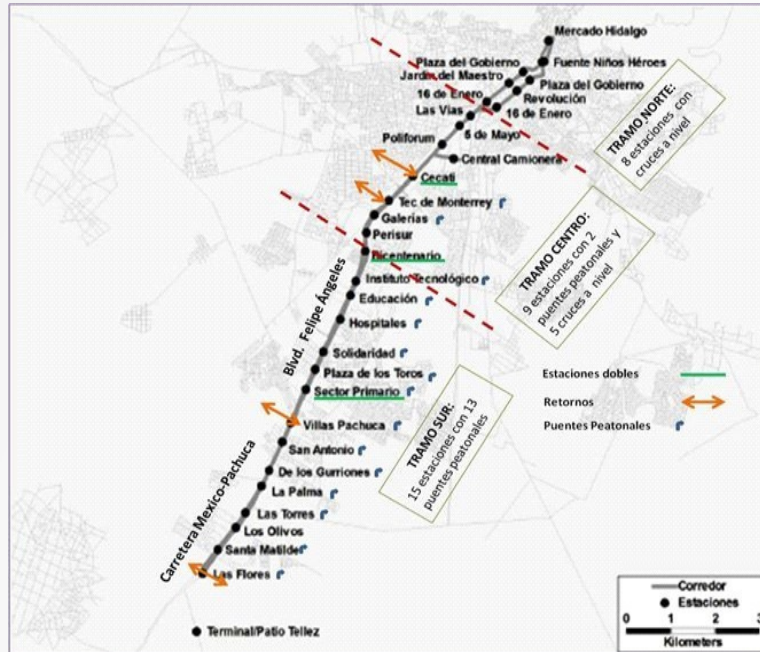 Mercado Hidalgo
Plaza del Gobierno
Fuente Niños Héroes
Jardin del Maestro
Plaza del Gobierno
16 de Enero
Revolución
Las Vías
16 de Enero
5 de Mayo
Poliforum
Central Camionera
Cecati
Tec de Monterrey
Galerias
Perisur
Bicentenario
Instituto Tecnológico
Educación
Hospitales
Solidaridad
Plaza de los Toros
Sector Primario
Villas Pachuca
San Antonio
De los Gurriones
La Palma
Las Torres
Los Olivos
Santa Matilde
Las Flores
Terminal/Patio Tellez
Blvd. Felipe Ángeles
Carretera Mexico-Pachuca
TRAMO NORTE:
8 estaciones con
cruces a nivel
TRAMO CENTRO:
9 estaciones con 2
puentes peatonales y
5 cruces a nivel
TRAMO SUR:
15 estaciones con 13
puentes peatonales
Estaciones dobles
Retornos
Puentes Peatonales
Corredor
Estaciones
0 1 2 3
Kilometers